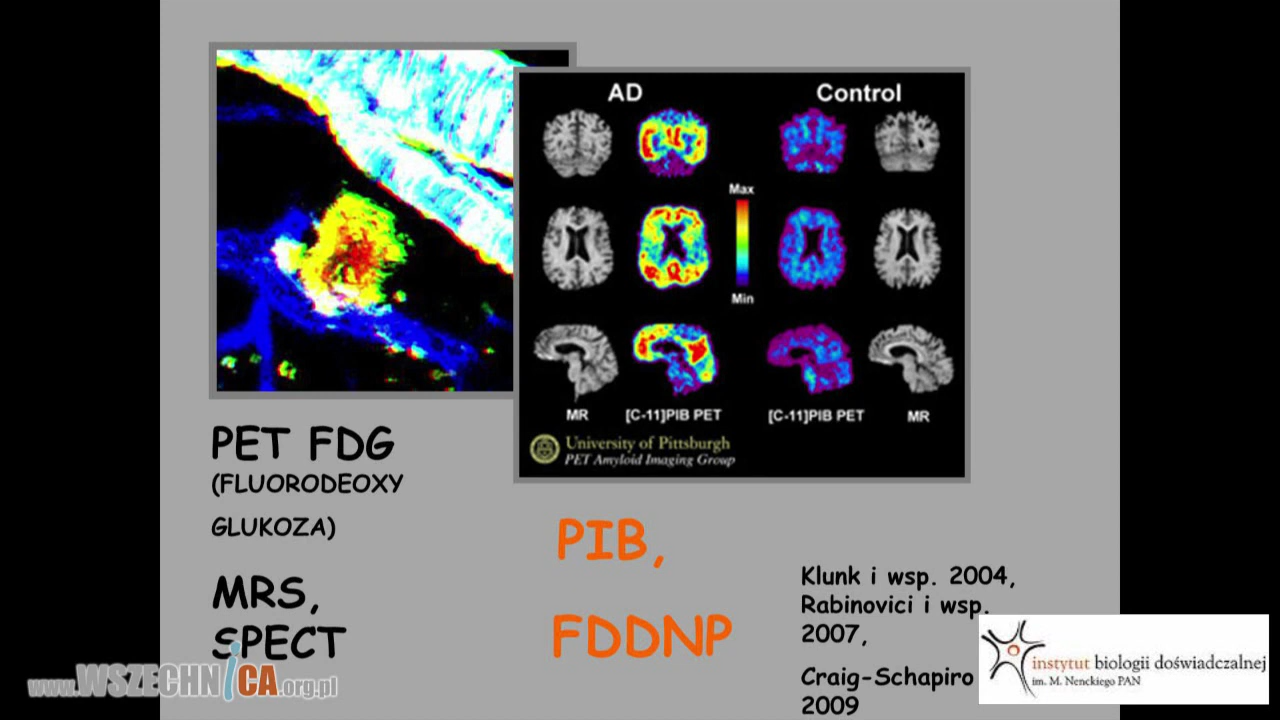 AD Control
Max
Min
MR [C-11]PIB PET [C-11]PIB PET MR
University of Pittsburgh
PET Amyloid Imaging Group
PET FDG
(FLUORODEOXY
GLUKOZA)
MRS,
SPECT
PIB,
FDDNP
Klunk i wsp. 2004,
Rabinovici i wsp.
2007,
Craig-Schapiro
2009
www.WSZECHNICA.org.pl
instytut biologii doświadczalnej
im. M. Nenckiego PAN